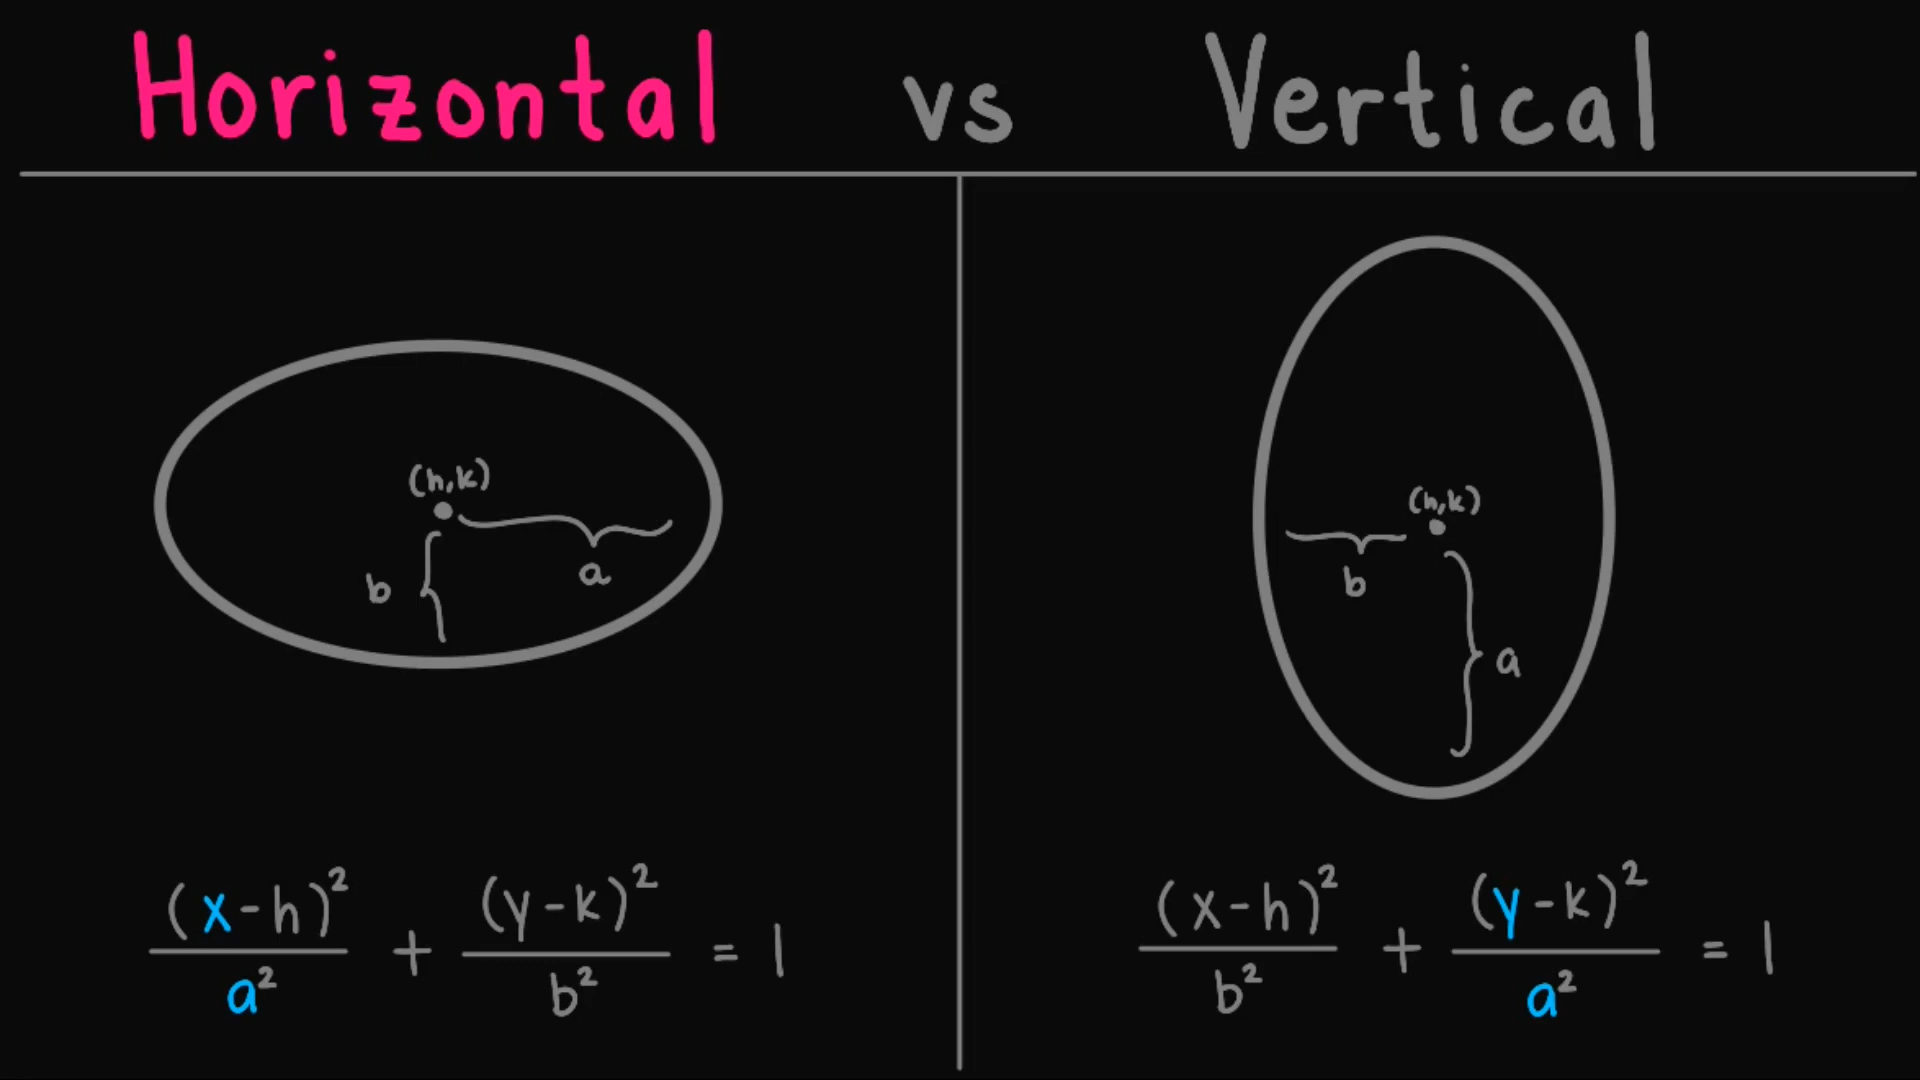 Horizontal vs Vertical
(h,k)
a
b
(x-h)²/a² + (y-k)²/b² = 1
(h,k)
b
a
(x-h)²/b² + (y-k)²/a² = 1